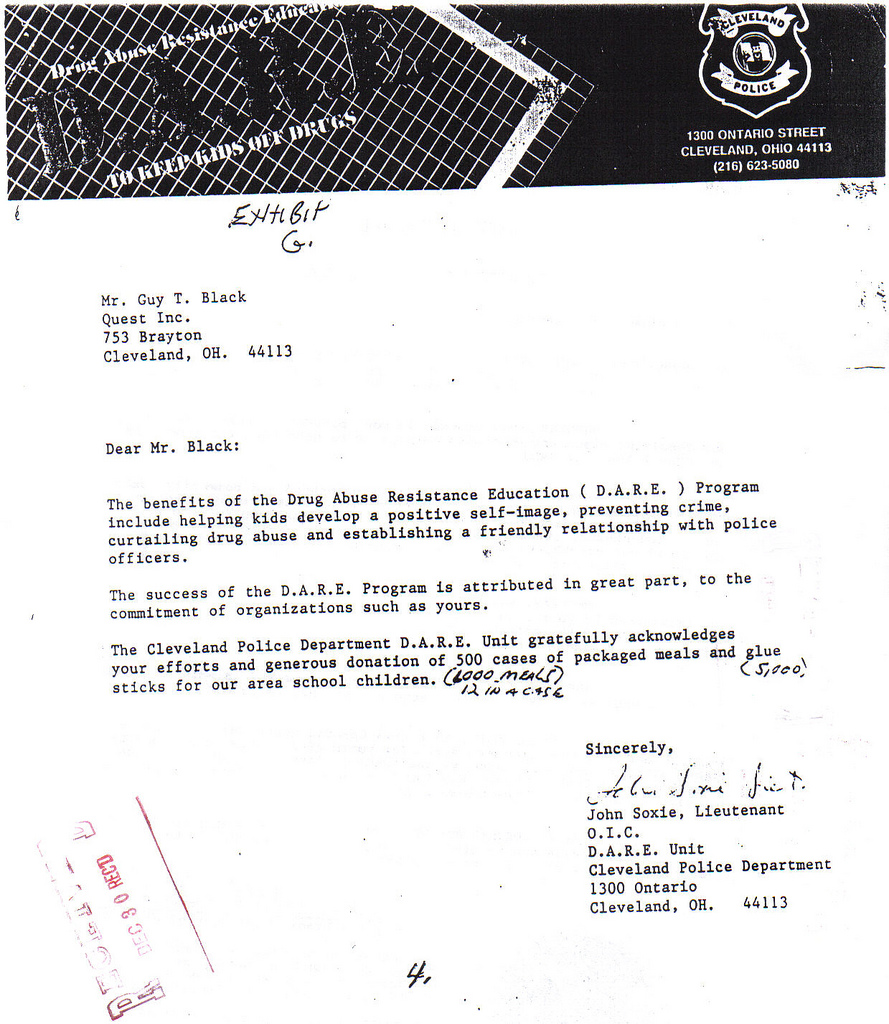 Drug Abuse Resistance Educa
D.A.R.E.
TO KEEP KIDS OFF DRUGS
CLEVELAND
POLICE
1300 ONTARIO STREET
CLEVELAND, OHIO 44113
(216) 623-5080
EXHIBIT
G.
Mr. Guy T. Black
Quest Inc.
753 Brayton
Cleveland, OH. 44113
Dear Mr. Black:
The benefits of the Drug Abuse Resistance Education ( D.A.R.E. ) Program
include helping kids develop a positive self-image, preventing crime,
curtailing drug abuse and establishing a friendly relationship with police
officers.
The success of the D.A.R.E. Program is attributed in great part, to the
commitment of organizations such as yours.
The Cleveland Police Department D.A.R.E. Unit gratefully acknowledges
your efforts and generous donation of 500 cases of packaged meals and glue
sticks for our area school children. (6000 MEALS) (5,000)
12 IN A CASE
Sincerely,
John Soxie, Lieutenant
O.I.C.
D.A.R.E. Unit
Cleveland Police Department
1300 Ontario
Cleveland, OH. 44113
DEC 30 REC'D
4.